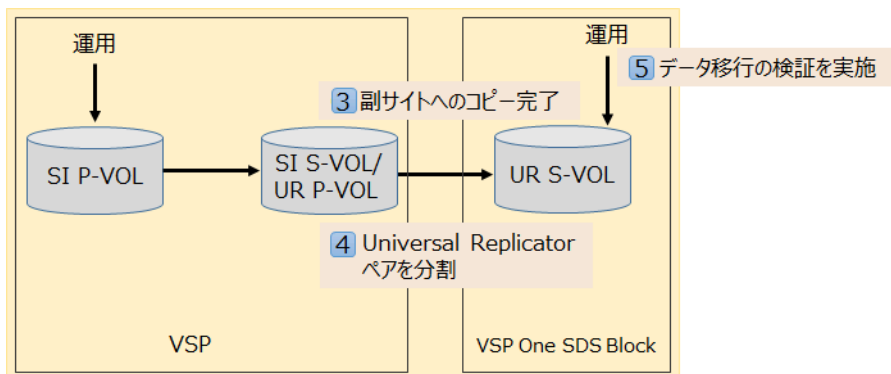 運用
運用
5 データ移行の検証を実施
3 副サイトへのコピー完了
SI P-VOL
SI S-VOL/
UR P-VOL
UR S-VOL
4 Universal Replicator
ペアを分割
VSP
VSP One SDS Block